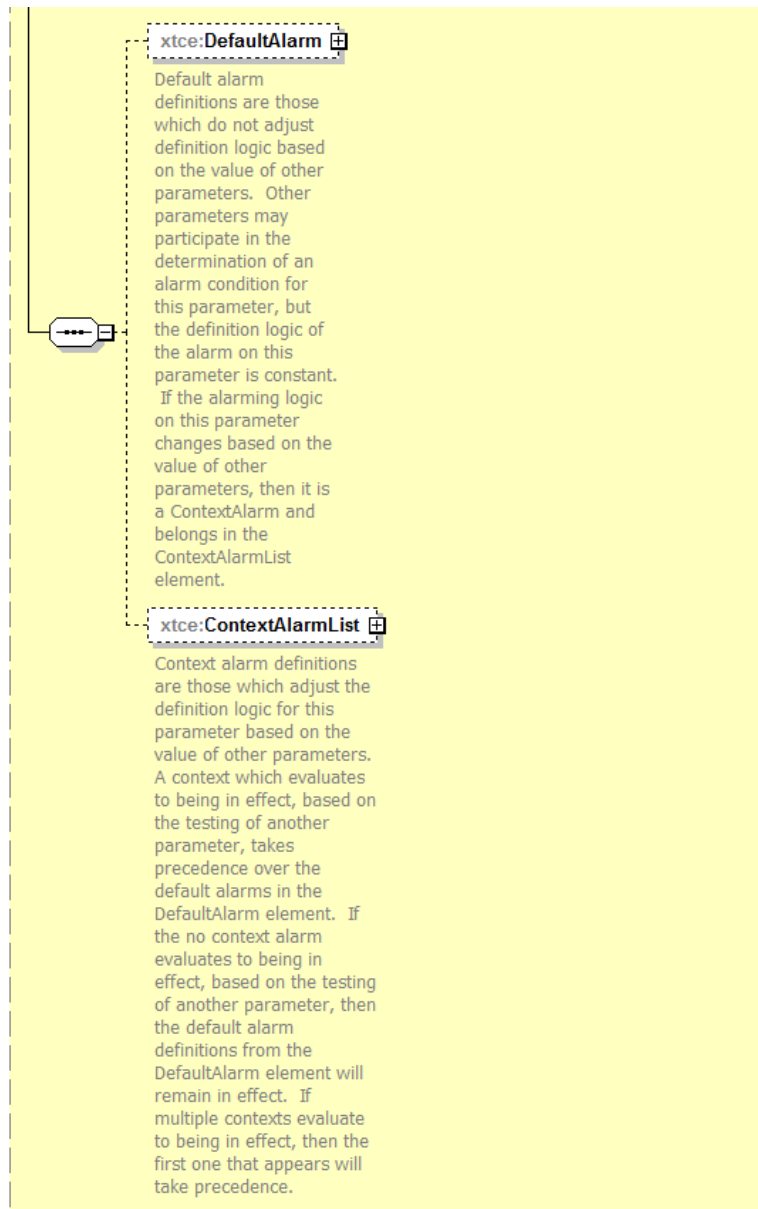 xtce:DefaultAlarm
Default alarm
definitions are those
which do not adjust
definition logic based
on the value of other
parameters.  Other
parameters may
participate in the
determination of an
alarm condition for
this parameter, but
the definition logic of
the alarm on this
parameter is constant.
If the alarming logic
on this parameter
changes based on the
value of other
parameters, then it is
a ContextAlarm and
belongs in the
ContextAlarmList
element.
xtce:ContextAlarmList
Context alarm definitions
are those which adjust the
definition logic for this
parameter based on the
value of other parameters.
A context which evaluates
to being in effect, based on
the testing of another
parameter, takes
precedence over the
default alarms in the
DefaultAlarm element.  If
the no context alarm
evaluates to being in
effect, based on the testing
of another parameter, then
the default alarm
definitions from the
DefaultAlarm element will
remain in effect.  If
multiple contexts evaluate
to being in effect, then the
first one that appears will
take precedence.